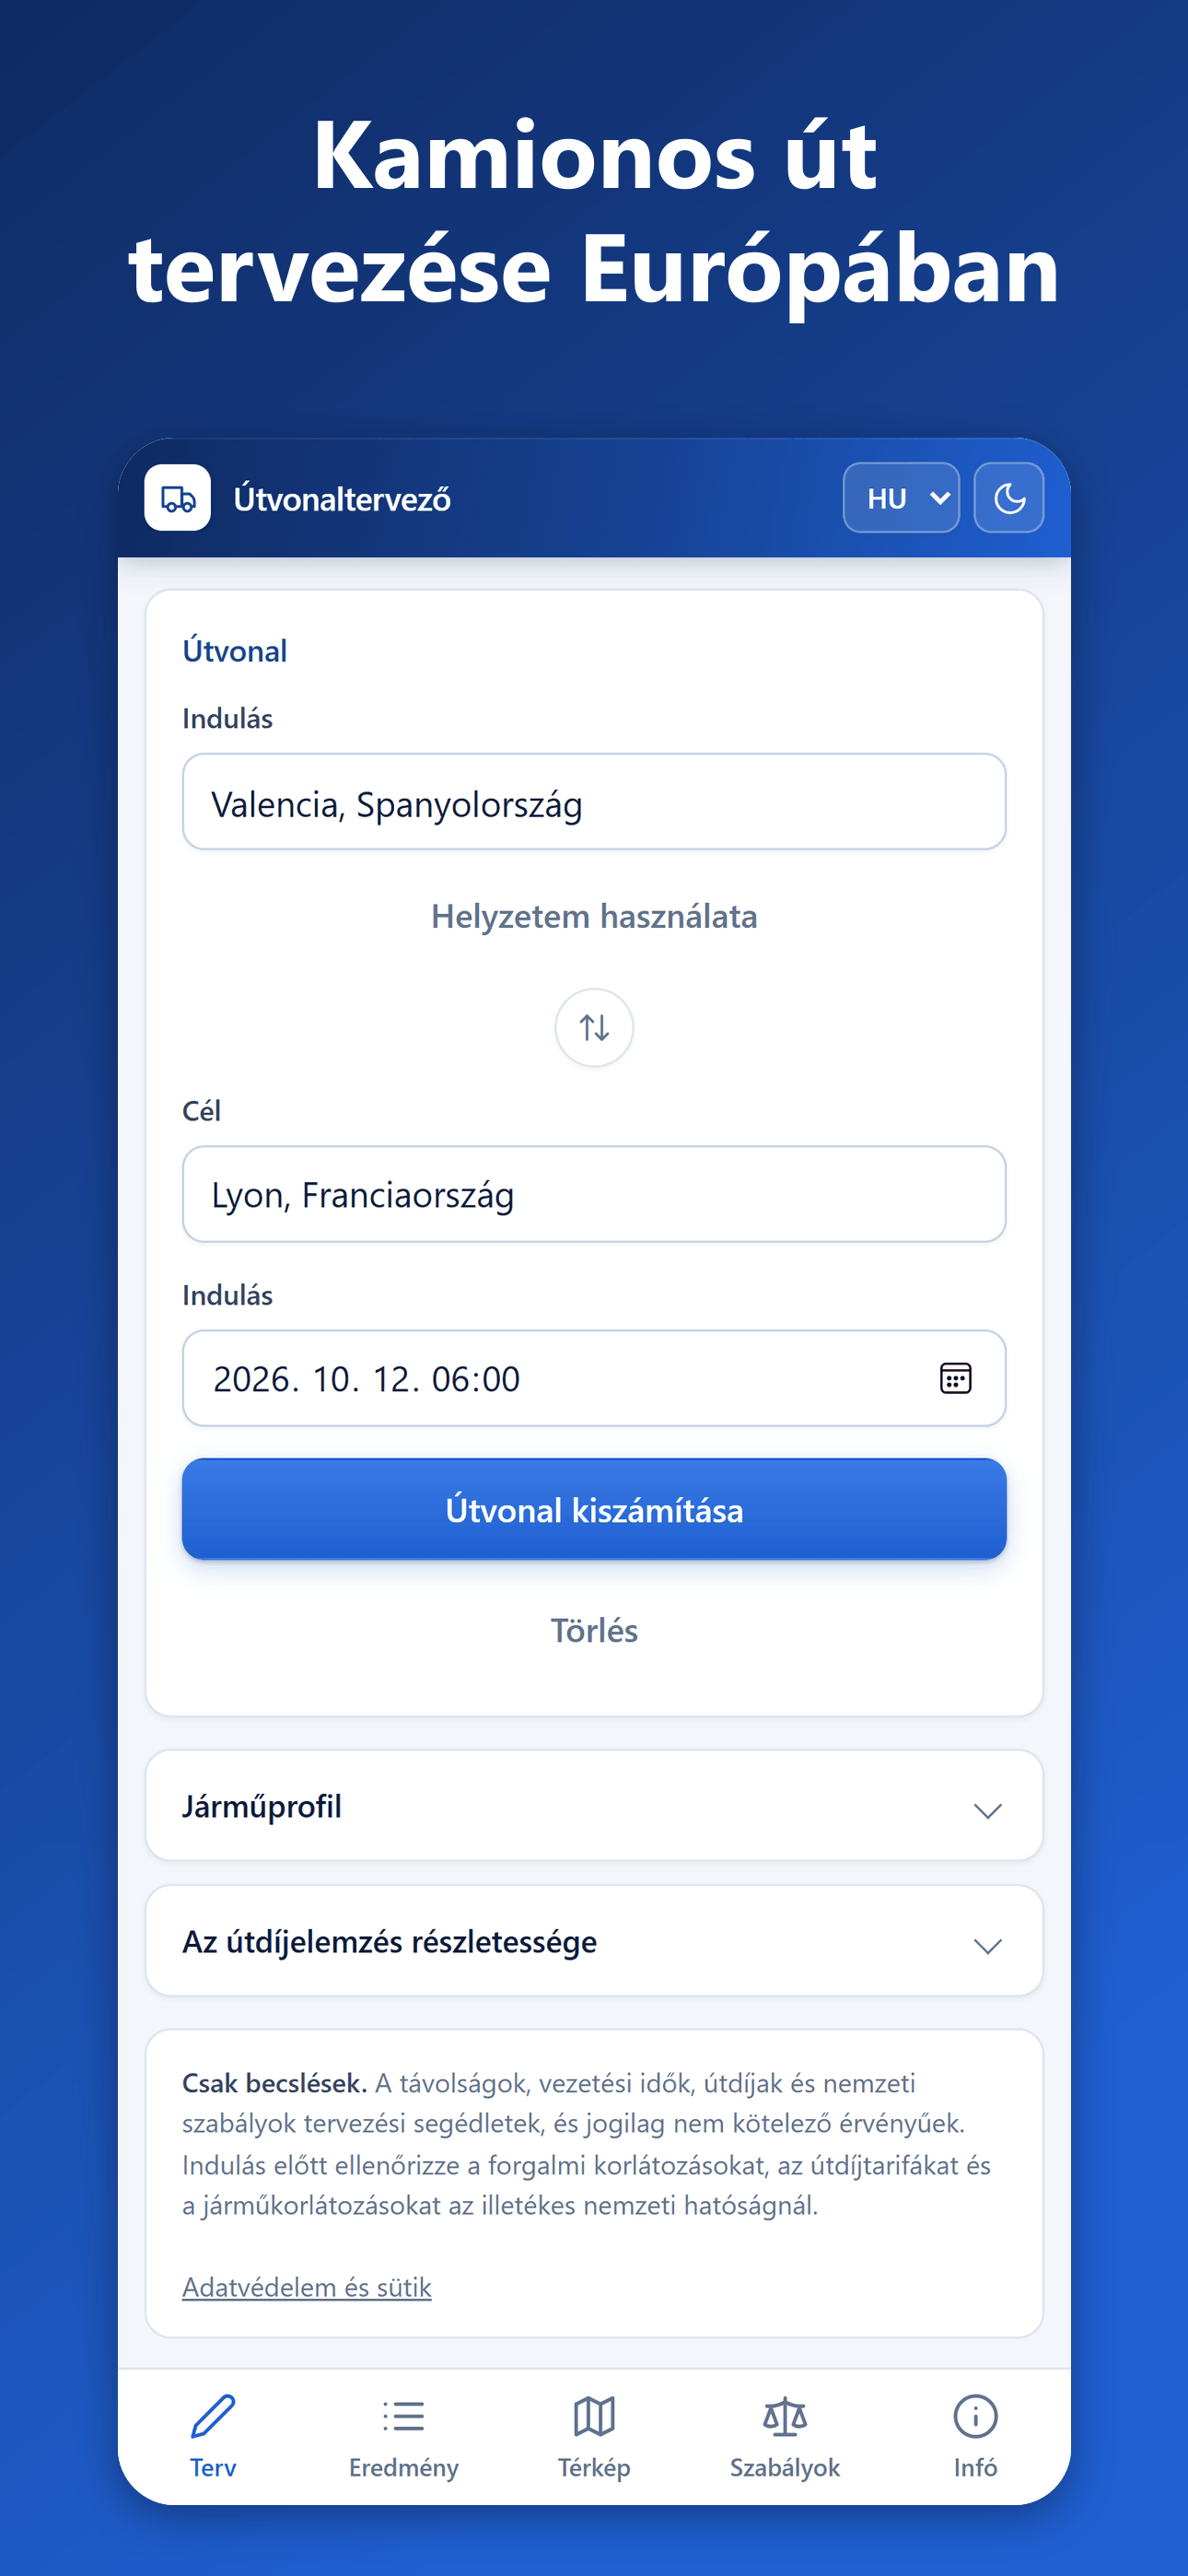 Kamionos út
tervezése Európában
Útvonaltervező
HU
Útvonal
Indulás
Valencia, Spanyolország
Helyzetem használata
Cél
Lyon, Franciaország
Indulás
2026. 10. 12. 06:00
Útvonal kiszámítása
Törlés
Járműprofil
Az útdíjelemzés részletessége
Csak becslések. A távolságok, vezetési idők, útdíjak és nemzeti
szabályok tervezési segédletek, és jogilag nem kötelező érvényűek.
Indulás előtt ellenőrizze a forgalmi korlátozásokat, az útdíjtarifákat és
a járműkorlátozásokat az illetékes nemzeti hatóságnál.
Adatvédelem és sütik
Terv
Eredmény
Térkép
Szabályok
Infó